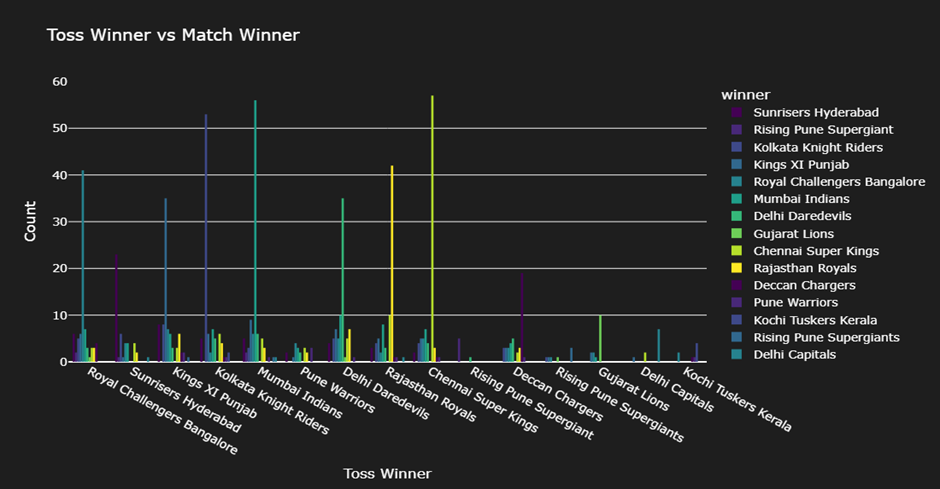 Toss Winner vs Match Winner
60
50
40
30
20
10
0
Count
Royal Challengers Bangalore
Sunrisers Hyderabad
Kings XI Punjab
Kolkata Knight Riders
Mumbai Indians
Pune Warriors
Delhi Daredevils
Rajasthan Royals
Chennai Super Kings
Rising Pune Supergiant
Deccan Chargers
Rising Pune Supergiants
Gujarat Lions
Delhi Capitals
Kochi Tuskers Kerala
Toss Winner
winner
Sunrisers Hyderabad
Rising Pune Supergiant
Kolkata Knight Riders
Kings XI Punjab
Royal Challengers Bangalore
Mumbai Indians
Delhi Daredevils
Gujarat Lions
Chennai Super Kings
Rajasthan Royals
Deccan Chargers
Pune Warriors
Kochi Tuskers Kerala
Rising Pune Supergiants
Delhi Capitals